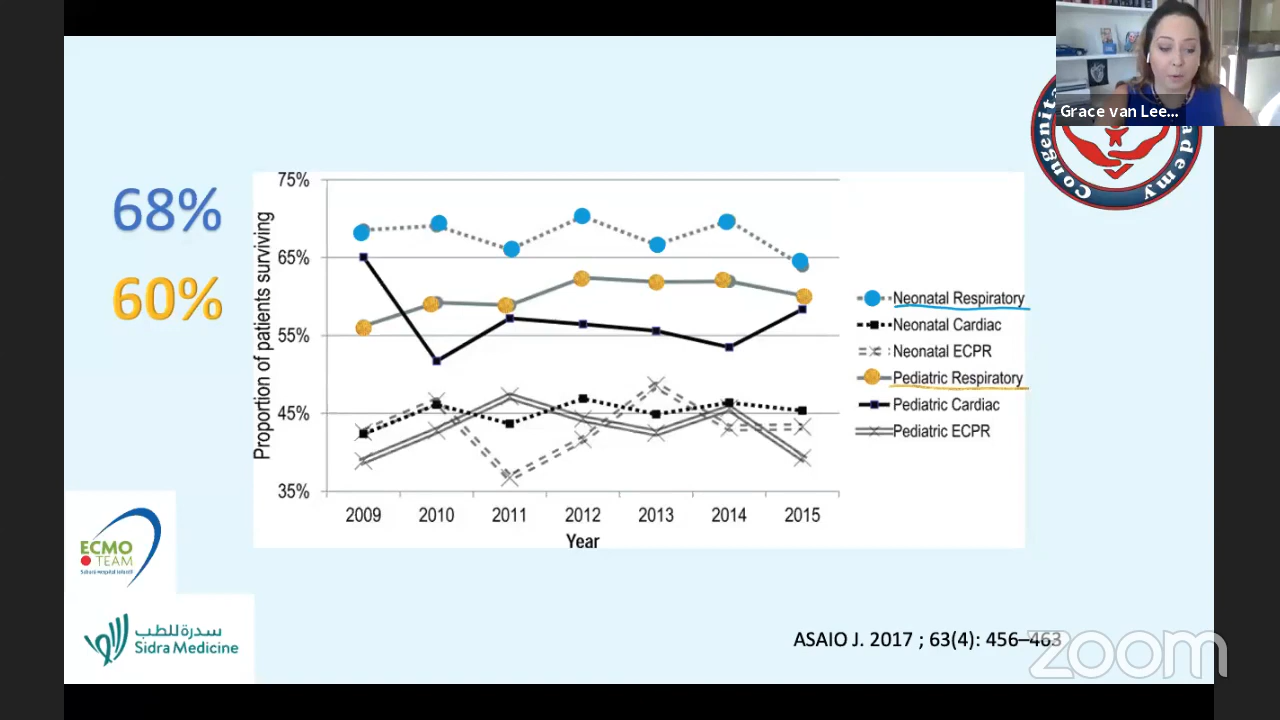 Grace van Lee...
Congenit
ademy
68%
60%
75%
65%
55%
45%
35%
Proportion of patients surviving
2009 2010 2011 2012 2013 2014 2015
Year
Neonatal Respiratory
Neonatal Cardiac
Neonatal ECPR
Pediatric Respiratory
Pediatric Cardiac
Pediatric ECPR
ECMO
TEAM
سدرة للطب
Sidra Medicine
ASAIO J. 2017 ; 63(4): 456–463
zoom